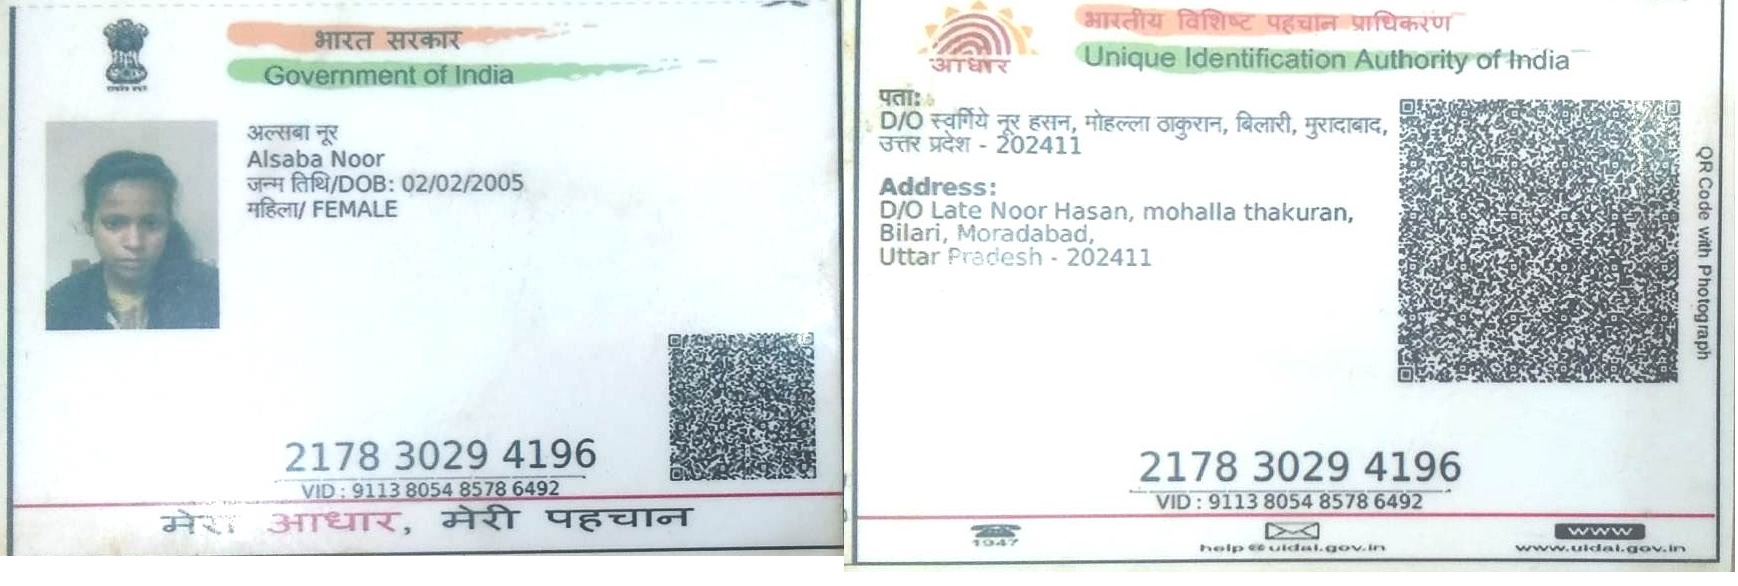 भारत सरकार
Government of India
अल्सबा नूर
Alsaba Noor
जन्म तिथि/DOB: 02/02/2005
महिला/ FEMALE
2178 3029 4196
VID : 9113 8054 8578 6492
मेरा आधार, मेरी पहचान
भारतीय विशिष्ट पहचान प्राधिकरण
Unique Identification Authority of India
आधार
पता:
D/O स्वर्गिये नूर हसन, मोहल्ला ठाकुरान, बिलारी, मुरादाबाद,
उत्तर प्रदेश - 202411
Address:
D/O Late Noor Hasan, mohalla thakuran,
Bilari, Moradabad,
Uttar Pradesh - 202411
QR Code with Photograph
2178 3029 4196
VID : 9113 8054 8578 6492
1947
help@uidai.gov.in
www
www.uidai.gov.in